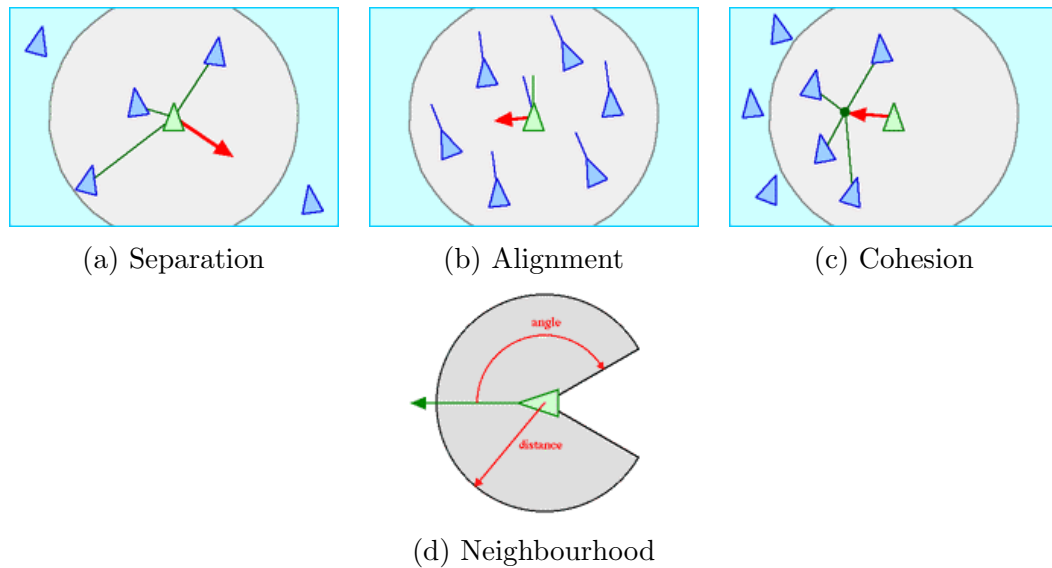 (a) Separation
(b) Alignment
(c) Cohesion
angle
distance
(d) Neighbourhood